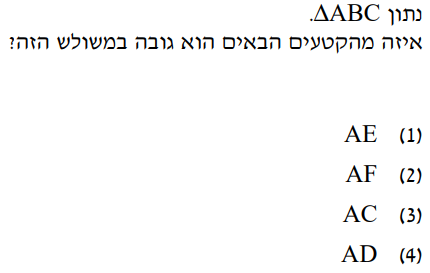 נתון ΔABC.
איזה מהקטעים הבאים הוא גובה במשולש הזה?
(1) AE
(2) AF
(3) AC
(4) AD